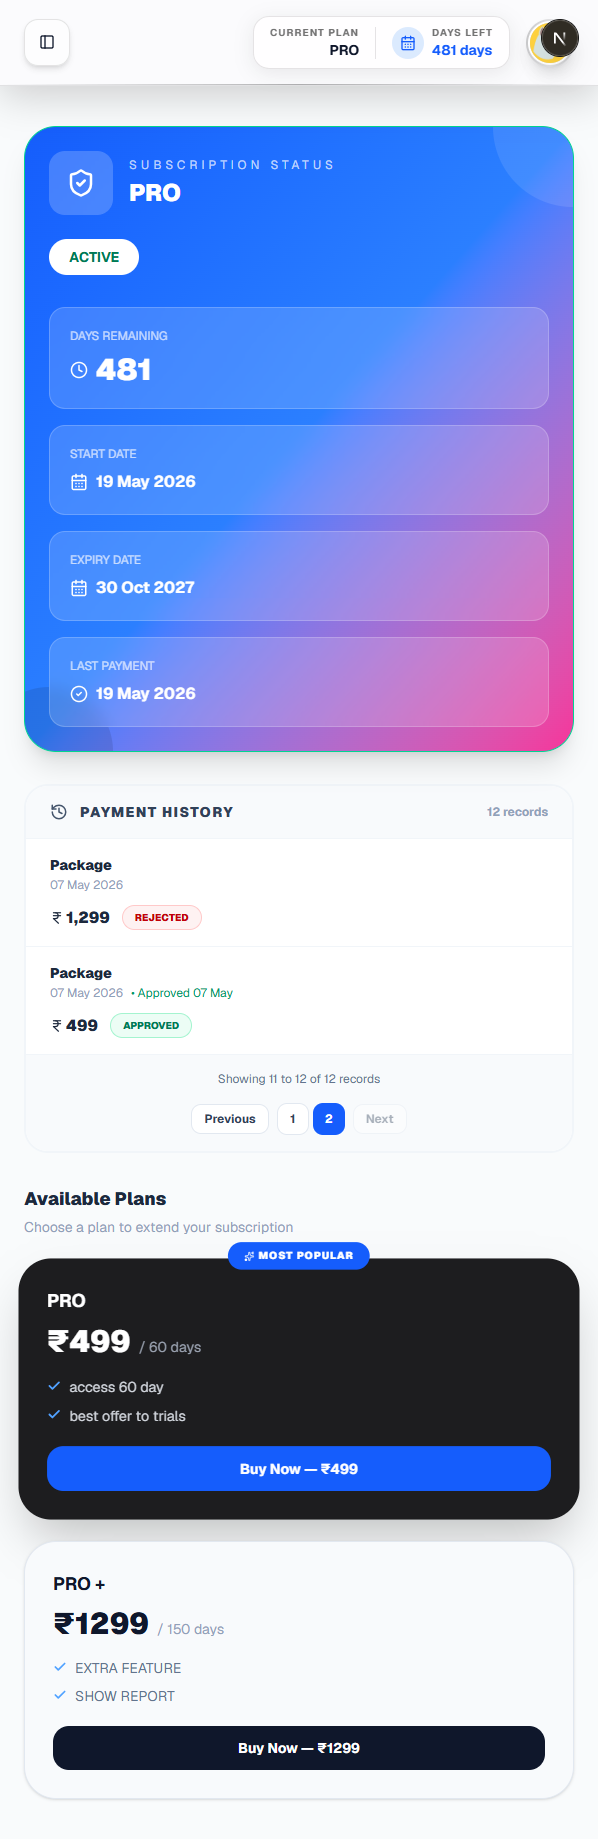 CURRENT PLAN
PRO
DAYS LEFT
481 days
N
SUBSCRIPTION STATUS
PRO
ACTIVE
DAYS REMAINING
481
START DATE
19 May 2026
EXPIRY DATE
30 Oct 2027
LAST PAYMENT
19 May 2026
PAYMENT HISTORY
12 records
Package
07 May 2026
₹ 1,299 REJECTED
Package
07 May 2026 • Approved 07 May
₹ 499 APPROVED
Showing 11 to 12 of 12 records
Previous 1 2 Next
Available Plans
Choose a plan to extend your subscription
MOST POPULAR
PRO
₹499 / 60 days
access 60 day
best offer to trials
Buy Now — ₹499
PRO +
₹1299 / 150 days
EXTRA FEATURE
SHOW REPORT
Buy Now — ₹1299